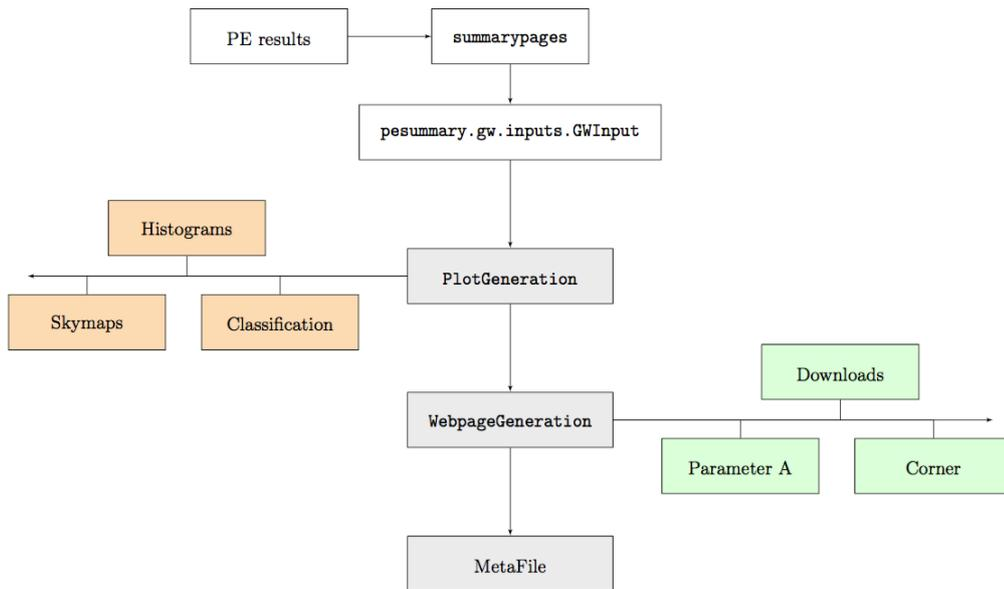 PE results
summarypages
pesummary.gw.inputs.GWInput
Histograms
PlotGeneration
Skymaps
Classification
Downloads
WebpageGeneration
Parameter A
Corner
MetaFile